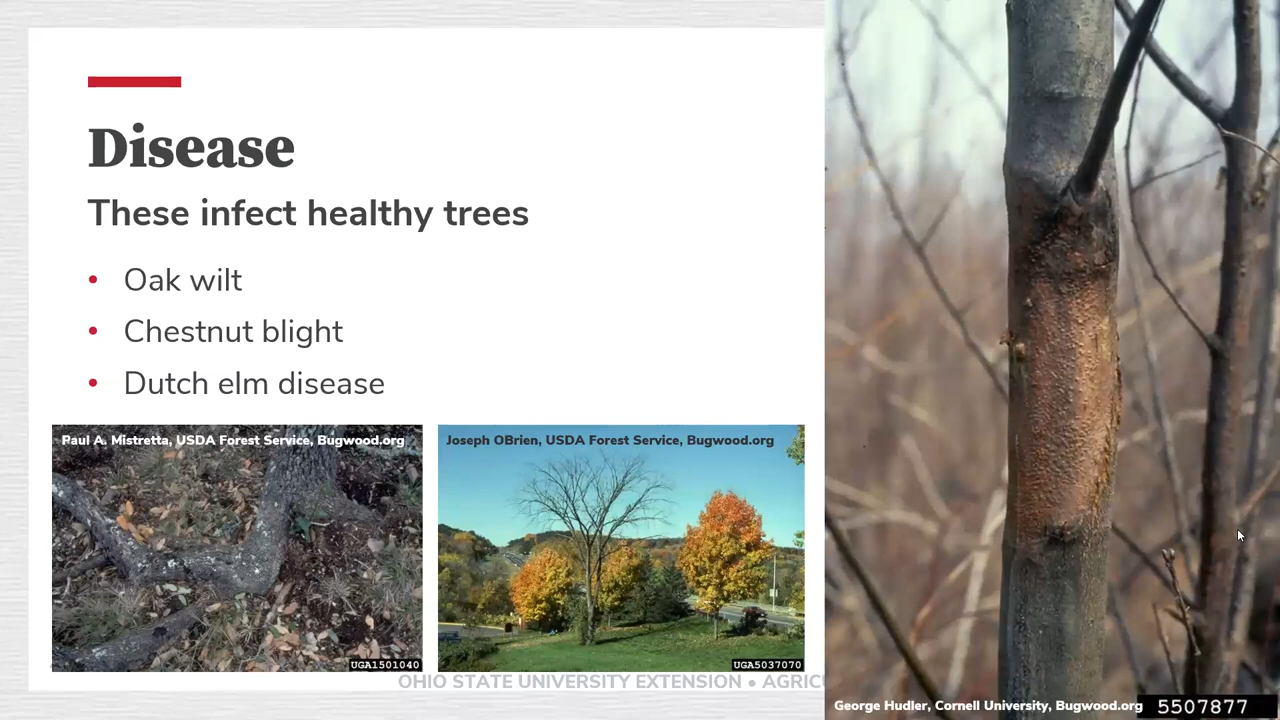 Disease
These infect healthy trees
• Oak wilt
• Chestnut blight
• Dutch elm disease
Paul A. Mistretta, USDA Forest Service, Bugwood.org
UGA1501040
Joseph OBrien, USDA Forest Service, Bugwood.org
UGA5037070
OHIO STATE UNIVERSITY EXTENSION • AGRICU
George Hudler, Cornell University, Bugwood.org
5507877